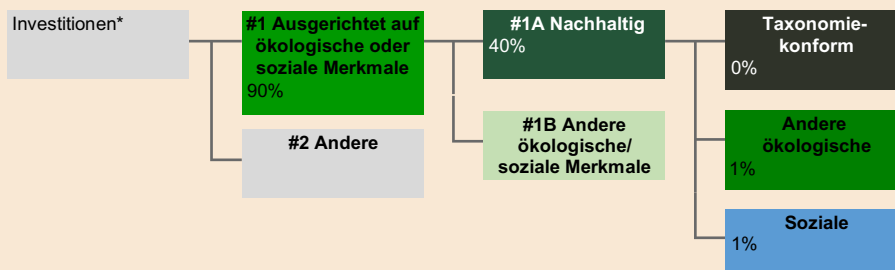 Investitionen*
#1 Ausgerichtet auf
ökologische oder
soziale Merkmale
90%
#2 Andere
#1A Nachhaltig
40%
#1B Andere
ökologische/
soziale Merkmale
Taxonomie-
konform
0%
Andere
ökologische
1%
Soziale
1%